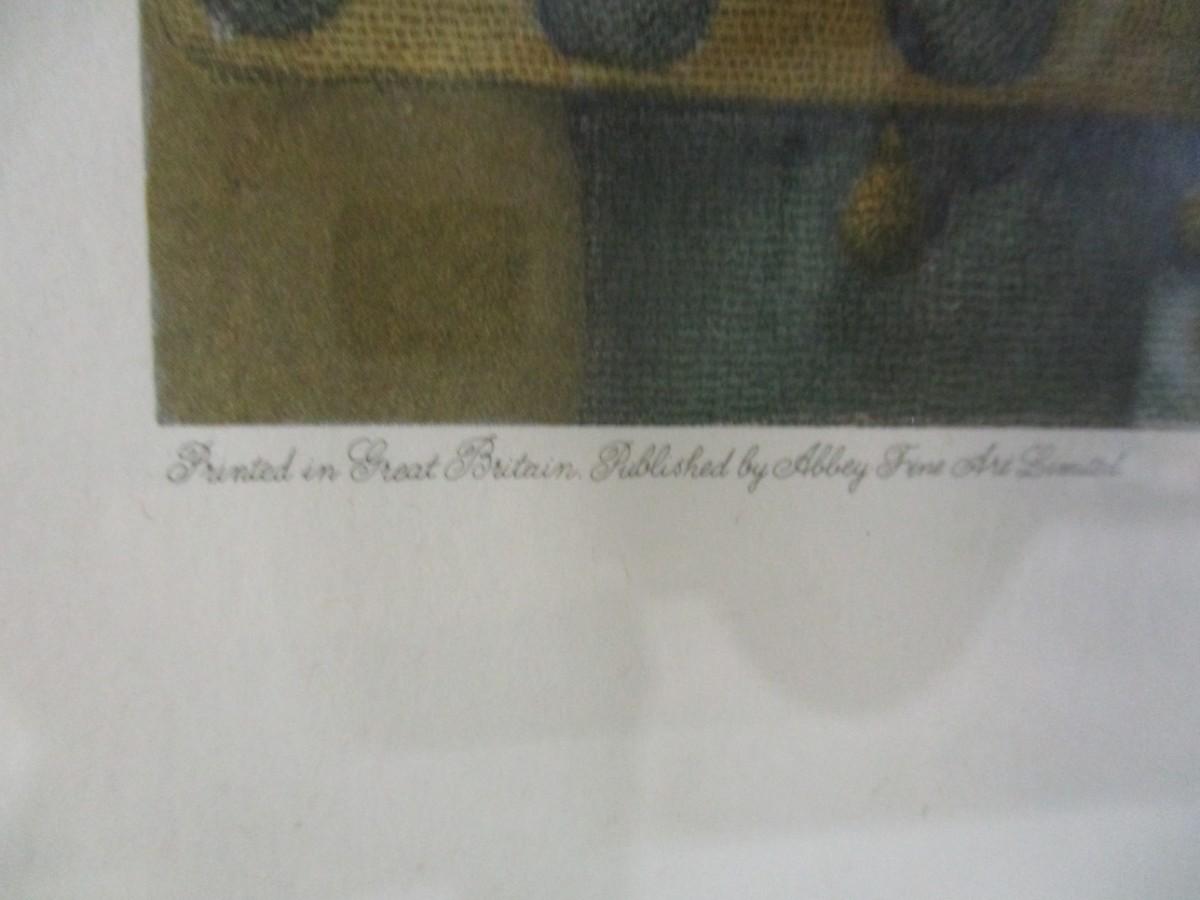 Printed in Great Britain. Published by Abbey Fine Art Limited